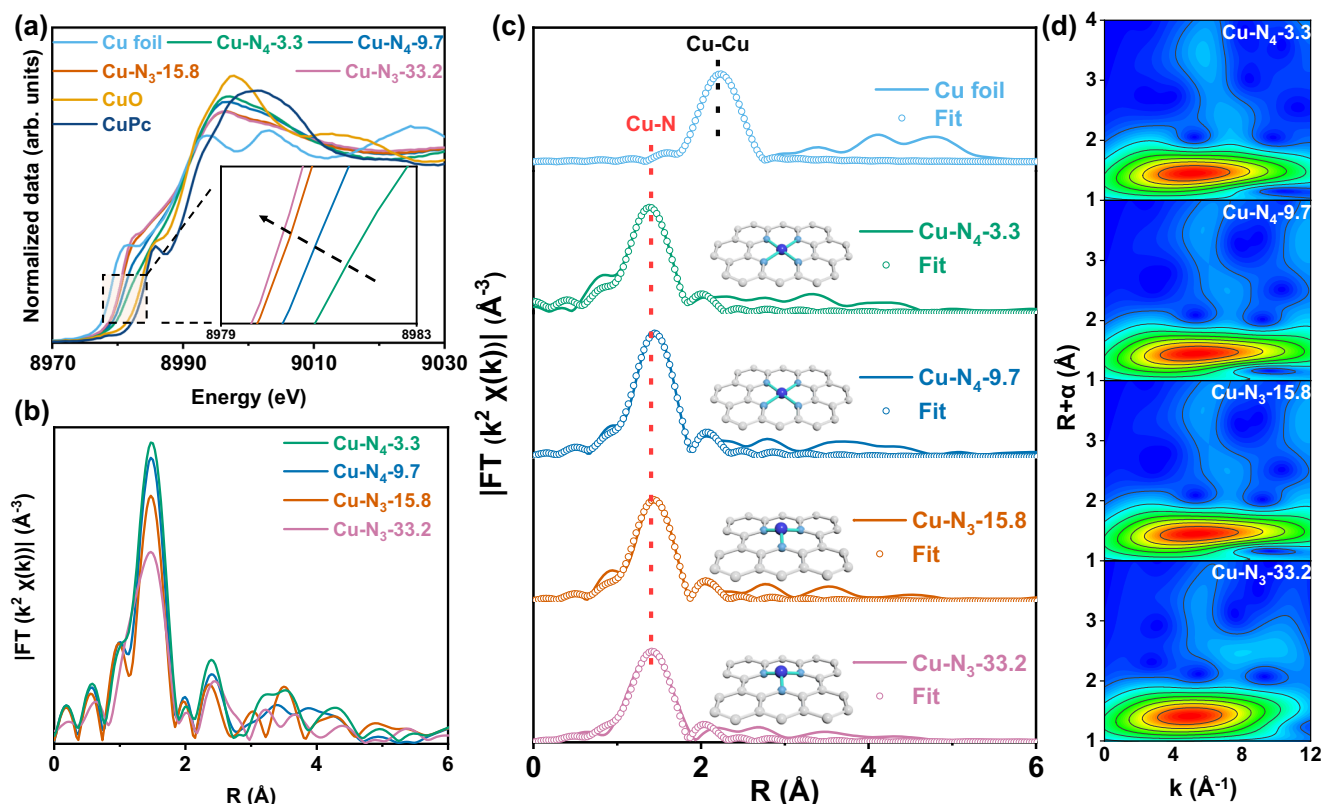 (a)
Normalized data (arb. units)
Cu foil Cu-N₄-3.3 Cu-N₄-9.7
Cu-N₃-15.8 Cu-N₃-33.2
CuO
CuPc
8979 8983
8970 8990 9010 9030
Energy (eV)
(b)
|FT (k² χ(k))| (Å⁻³)
Cu-N₄-3.3
Cu-N₄-9.7
Cu-N₃-15.8
Cu-N₃-33.2
0 2 4 6
R (Å)
(c)
|FT (k² χ(k))| (Å⁻³)
Cu-Cu
Cu-N
Cu foil
Fit
Cu-N₄-3.3
Fit
Cu-N₄-9.7
Fit
Cu-N₃-15.8
Fit
Cu-N₃-33.2
Fit
0 2 4 6
R (Å)
(d)
R+α (Å)
4
Cu-N₄-3.3
3
2
1
Cu-N₄-9.7
3
2
1
Cu-N₃-15.8
3
2
1
Cu-N₃-33.2
3
2
1
0 4 8 12
k (Å⁻¹)